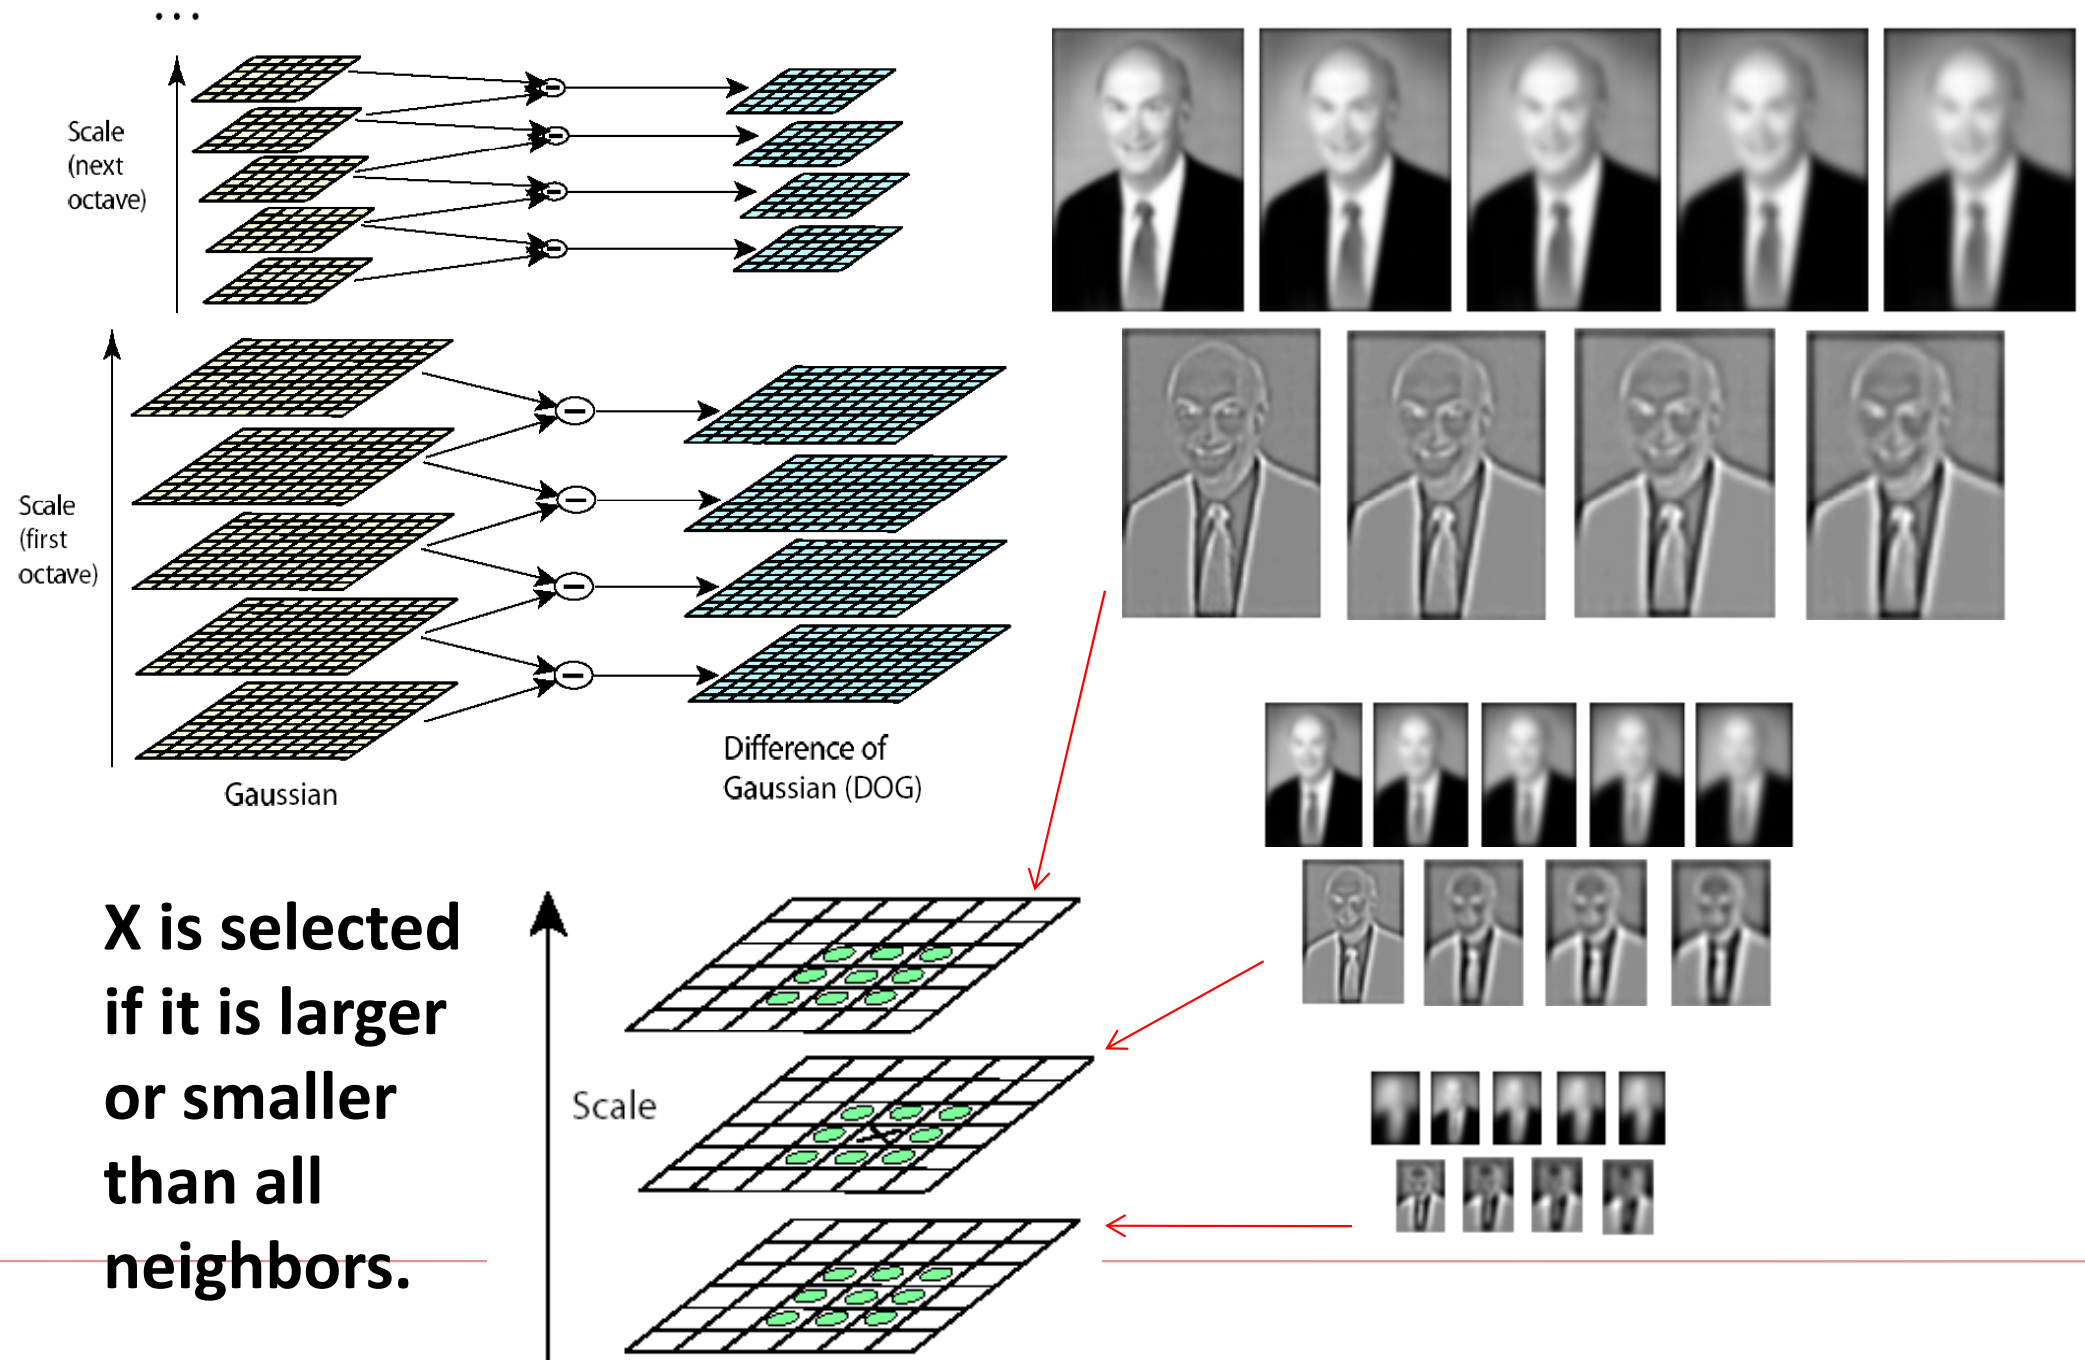 ...
Scale
(next
octave)
Scale
(first
octave)
Gaussian
Difference of
Gaussian (DOG)
X is selected
if it is larger
or smaller
than all
neighbors.
Scale